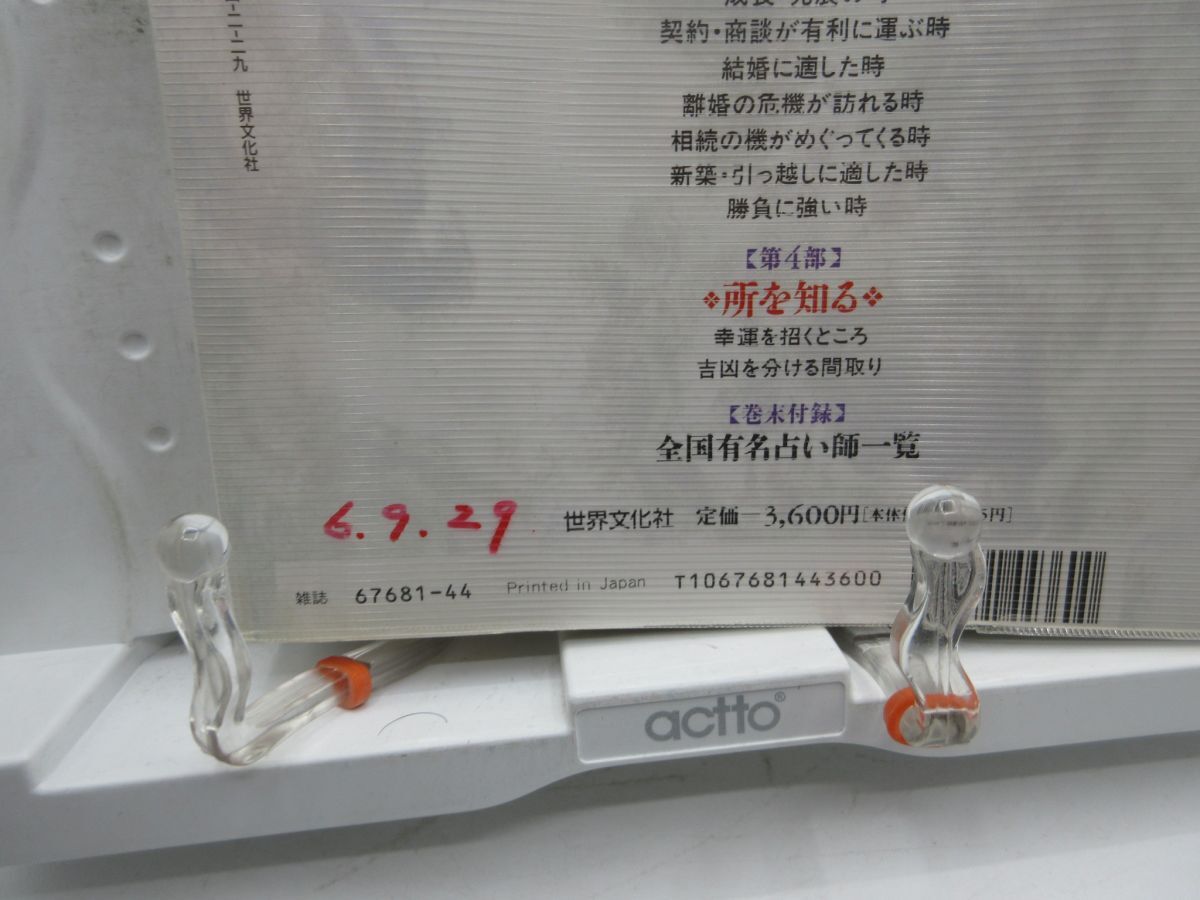 契約・商談が有利に運ぶ時
結婚に適した時
離婚の危機が訪れる時
相続の機がめぐってくる時
新築・引っ越しに適した時
勝負に強い時
【第4部】
❖所を知る❖
幸運を招くところ
吉凶を分ける間取り
【巻末付録】
全国有名占い師一覧
6.9.29
世界文化社 定価 3,600円
雑誌 67681-44 Printed in Japan T1067681443600
二−二九 世界文化社
actto®